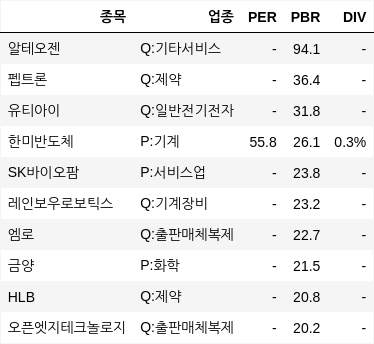 종목 업종 PER PBR DIV
알테오젠 Q:기타서비스 - 94.1 -
펩트론 Q:제약 - 36.4 -
유티아이 Q:일반전기전자 - 31.8 -
한미반도체 P:기계 55.8 26.1 0.3%
SK바이오팜 P:서비스업 - 23.8 -
레인보우로보틱스 Q:기계장비 - 23.2 -
엠로 Q:출판매체복제 - 22.7 -
금양 P:화학 - 21.5 -
HLB Q:제약 - 20.8 -
오픈엣지테크놀로지 Q:출판매체복제 - 20.2 -